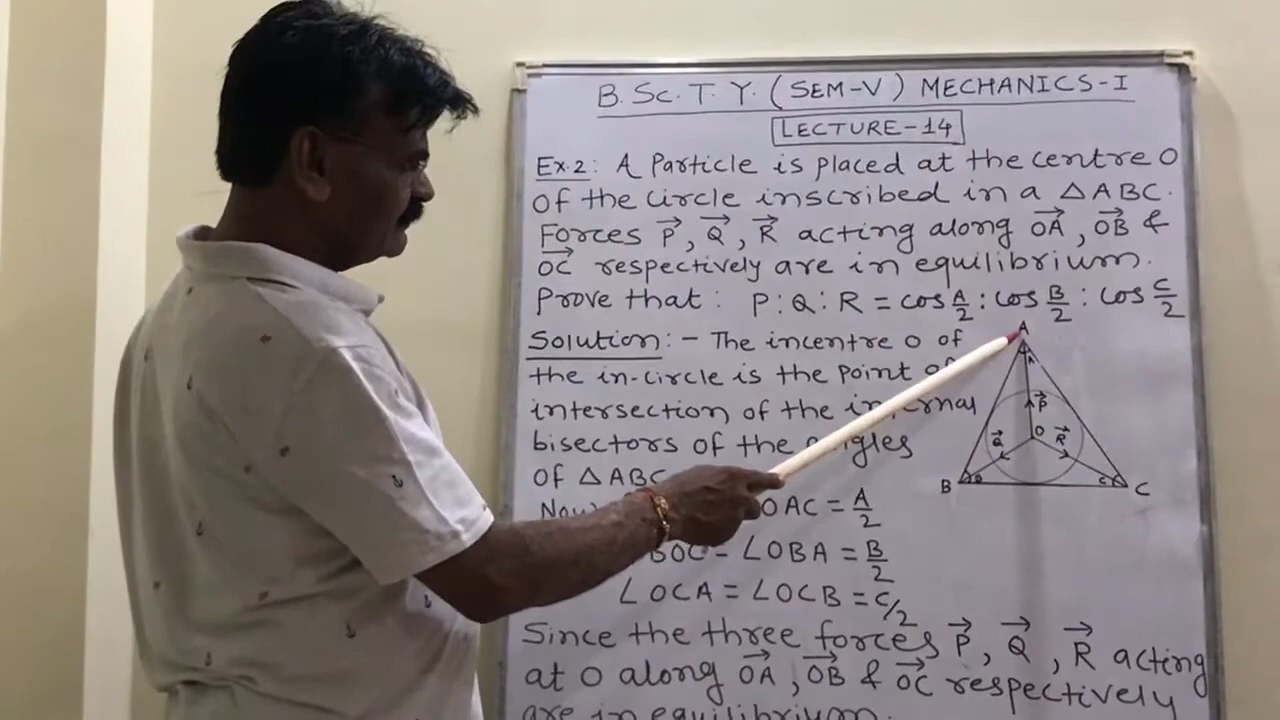 B.Sc.T.Y. (SEM-V) MECHANICS-I
LECTURE-14
Ex.2: A Particle is placed at the centre O
of the circle inscribed in a △ABC.
Forces P⃗, Q⃗, R⃗ acting along OA⃗, OB⃗ &
OC⃗ respectively are in equilibrium.
Prove that: P:Q:R = cos A/2 : cos B/2 : cos C/2
Solution:- The incentre O of
the in-circle is the point
intersection of the
bisectors of the
of △ABC
OAC = A/2
BOC = ∠OBA = B/2
∠OCA = ∠OCB = C/2
Since the three forces P⃗, Q⃗, R⃗ acting
at O along OA⃗, OB⃗ & OC⃗ respectively
are in equilibrium.
A
P⃗
O
Q⃗ R⃗
B C